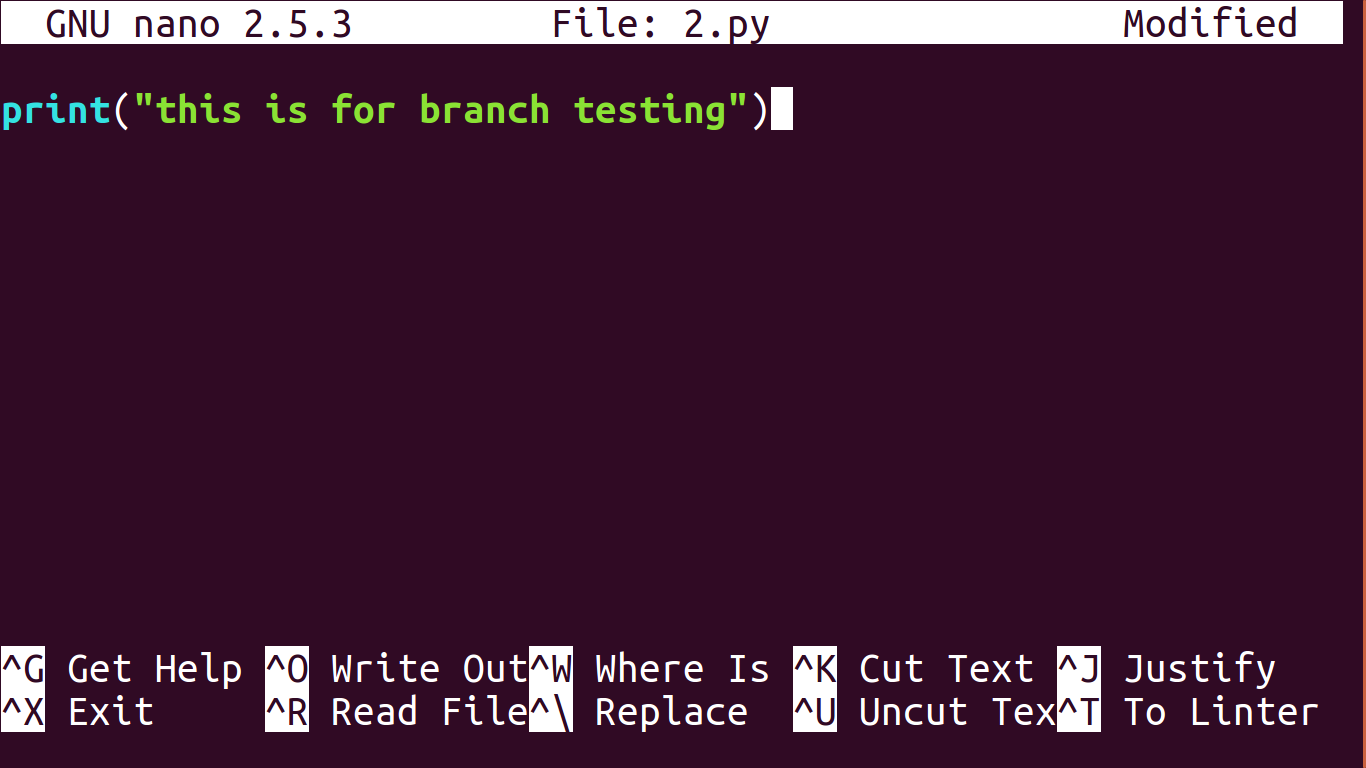 GNU nano 2.5.3 File: 2.py Modified
print("this is for branch testing")
^G Get Help ^O Write Out ^W Where Is ^K Cut Text ^J Justify
^X Exit ^R Read File ^\ Replace ^U Uncut Tex ^T To Linter